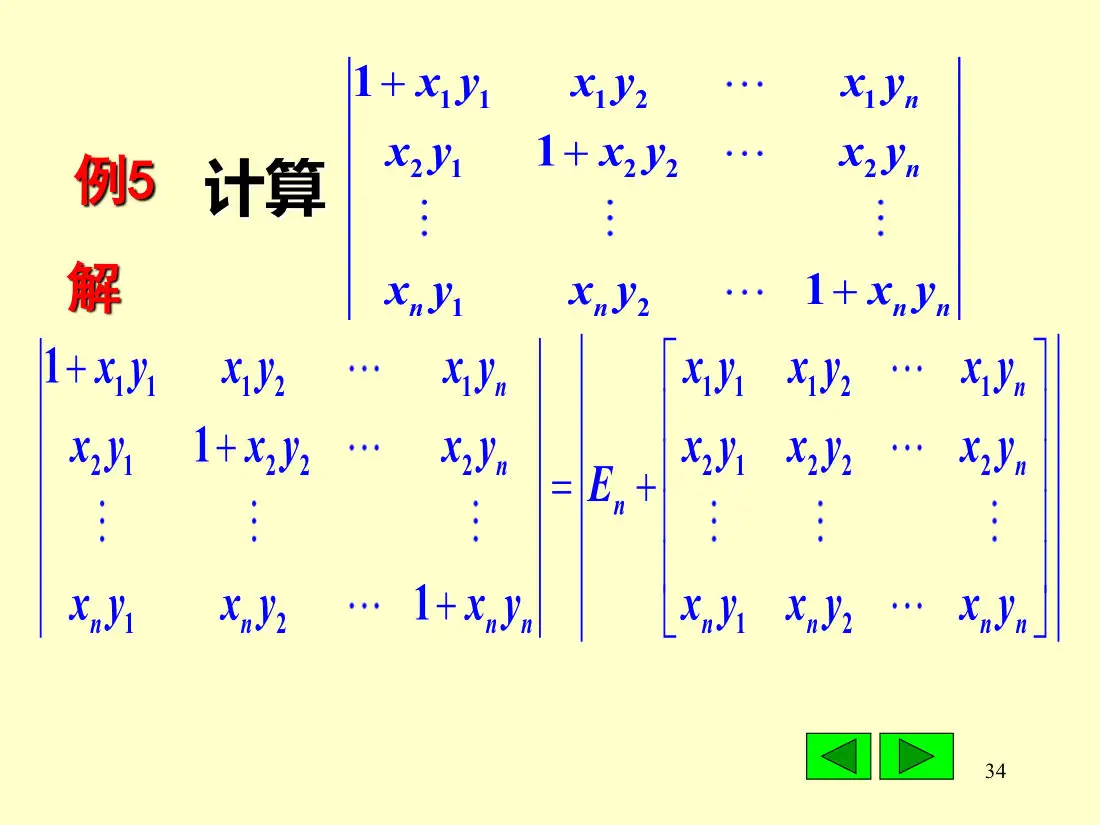 例5 计算 | 1+x₁y₁ x₁y₂ ⋯ x₁yₙ |
| x₂y₁ 1+x₂y₂ ⋯ x₂yₙ |
| ⋮ ⋮ ⋮ |
| xₙy₁ xₙy₂ ⋯ 1+xₙyₙ |
解
| 1+x₁y₁ x₁y₂ ⋯ x₁yₙ | = | Eₙ + [ x₁y₁ x₁y₂ ⋯ x₁yₙ ] |
| x₂y₁ 1+x₂y₂ ⋯ x₂yₙ | | [ x₂y₁ x₂y₂ ⋯ x₂yₙ ] |
| ⋮ ⋮ ⋮ | | [ ⋮ ⋮ ⋮ ] |
| xₙy₁ xₙy₂ ⋯ 1+xₙyₙ | | [ xₙy₁ xₙy₂ ⋯ xₙyₙ ] |
34